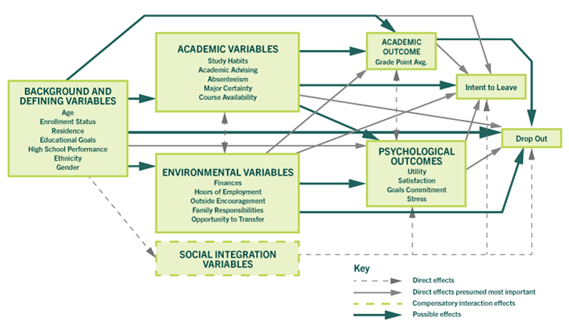 BACKGROUND AND
DEFINING VARIABLES
Age
Enrollment Status
Residence
Educational Goals
High School Performance
Ethnicity
Gender
ACADEMIC VARIABLES
Study Habits
Academic Advising
Absenteeism
Major Certainty
Course Availability
ENVIRONMENTAL VARIABLES
Finances
Hours of Employment
Outside Encouragement
Family Responsibilities
Opportunity to Transfer
SOCIAL INTEGRATION
VARIABLES
ACADEMIC
OUTCOME
Grade Point Avg.
PSYCHOLOGICAL
OUTCOMES
Utility
Satisfaction
Goals Commitment
Stress
Intent to Leave
Drop Out
Key
Direct effects
Direct effects presumed most important
Compensatory interaction effects
Possible effects